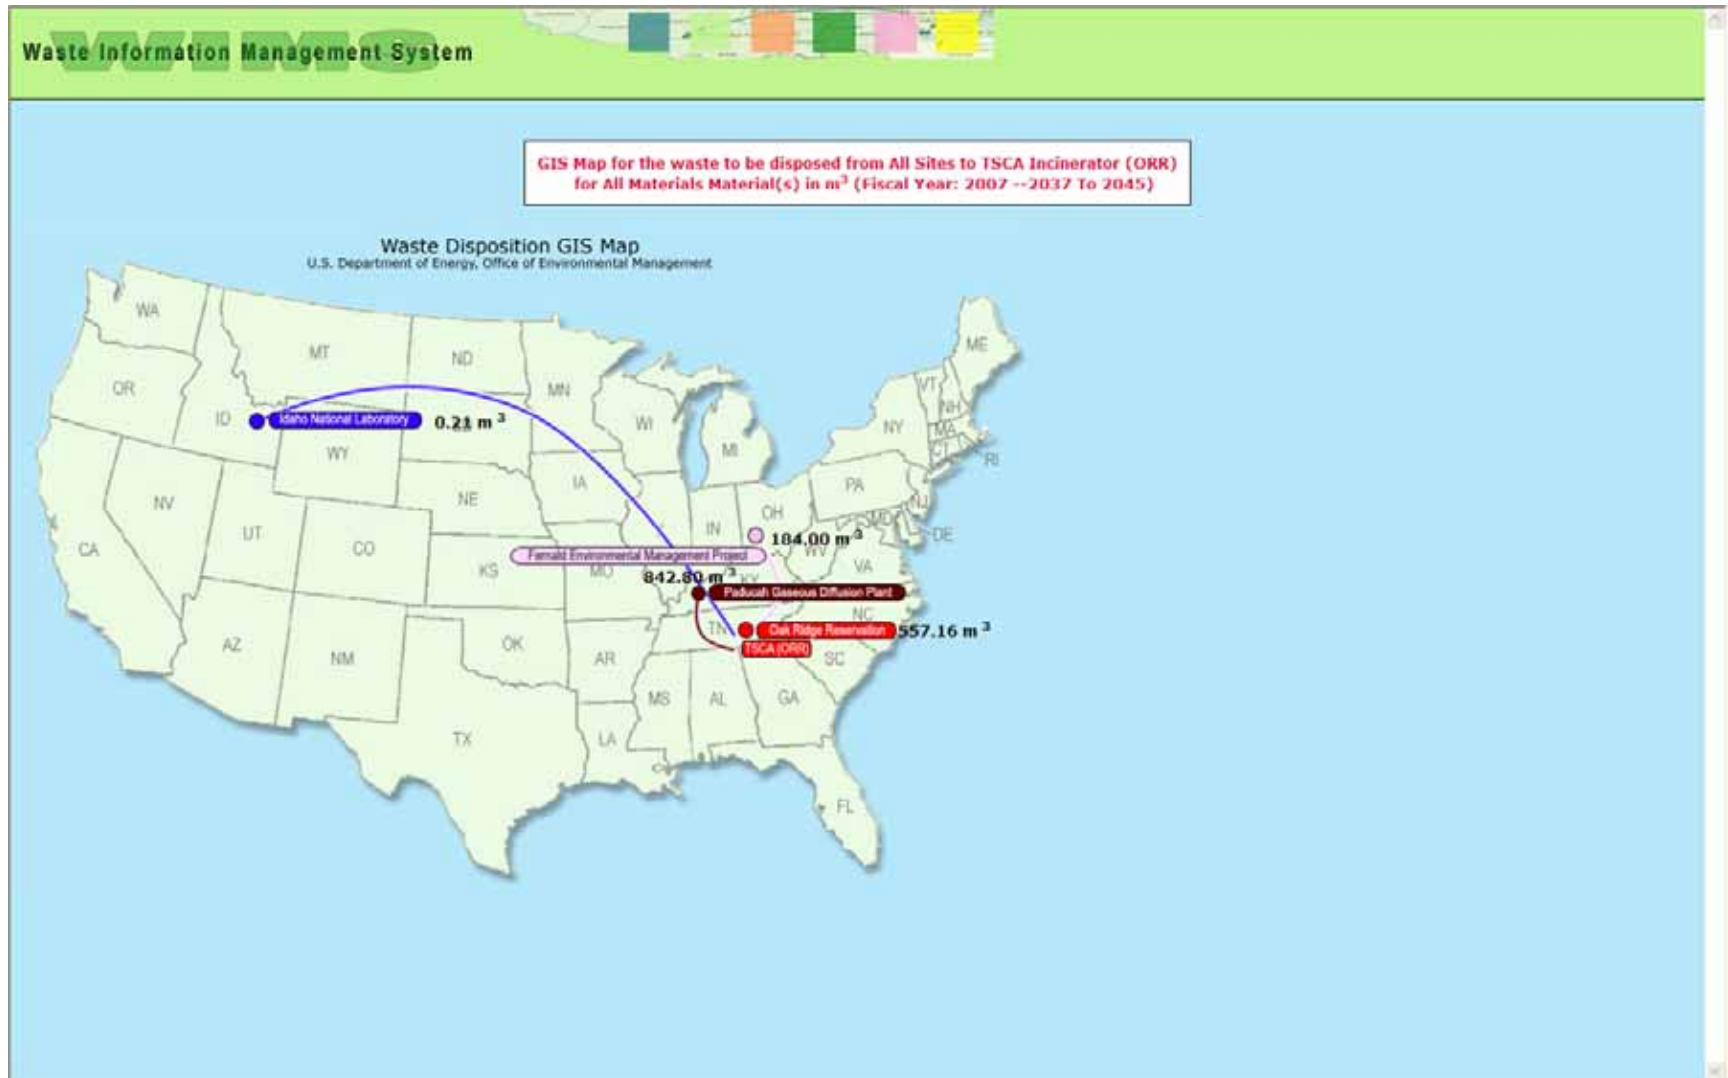 Waste Information Management System
GIS Map for the waste to be disposed from All Sites to TSCA Incinerator (ORR)
for All Materials Material(s) in m³ (Fiscal Year: 2007 --2037 To 2045)
Waste Disposition GIS Map
U.S. Department of Energy, Office of Environmental Management
WA
MT
ND
MN
ME
OR
ID
Idaho National Laboratory
0.21 m³
WI
MI
VT
NH
NY
MA
CT
RI
WY
NV
UT
CO
NE
IA
IN
OH
PA
NJ
MD
DE
CA
KS
MO
184.00 m³
WV
VA
Fernald Environmental Management Project
842.80 m³
KY
Paducah Gaseous Diffusion Plant
NC
TN
Oak Ridge Reservation
557.16 m³
TSCA (ORR)
SC
AZ
NM
OK
AR
MS
AL
GA
TX
LA
FL